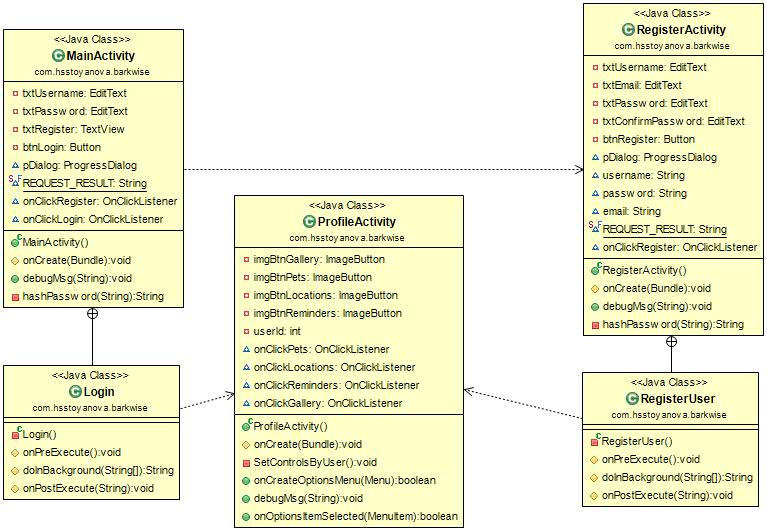 <<Java Class>>
MainActivity
com.hsstoyanova.barkwise
txtUsername: EditText
txtPassword: EditText
txtRegister: TextView
btnLogin: Button
pDialog: ProgressDialog
REQUEST_RESULT: String
onClickRegister: OnClickListener
onClickLogin: OnClickListener
MainActivity()
onCreate(Bundle):void
debugMsg(String):void
hashPassword(String):String
<<Java Class>>
Login
com.hsstoyanova.barkwise
Login()
onPreExecute():void
doInBackground(String[]):String
onPostExecute(String):void
<<Java Class>>
ProfileActivity
com.hsstoyanova.barkwise
imgBtnGallery: ImageButton
imgBtnPets: ImageButton
imgBtnLocations: ImageButton
imgBtnReminders: ImageButton
userId: int
onClickPets: OnClickListener
onClickLocations: OnClickListener
onClickReminders: OnClickListener
onClickGallery: OnClickListener
ProfileActivity()
onCreate(Bundle):void
SetControlsByUser():void
onCreateOptionsMenu(Menu):boolean
debugMsg(String):void
onOptionsItemSelected(MenuItem):boolean
<<Java Class>>
RegisterActivity
com.hsstoyanova.barkwise
txtUsername: EditText
txtEmail: EditText
txtPassword: EditText
txtConfirmPassword: EditText
btnRegister: Button
pDialog: ProgressDialog
username: String
password: String
email: String
REQUEST_RESULT: String
onClickRegister: OnClickListener
RegisterActivity()
onCreate(Bundle):void
debugMsg(String):void
hashPassword(String):String
<<Java Class>>
RegisterUser
com.hsstoyanova.barkwise
RegisterUser()
onPreExecute():void
doInBackground(String[]):String
onPostExecute(String):void